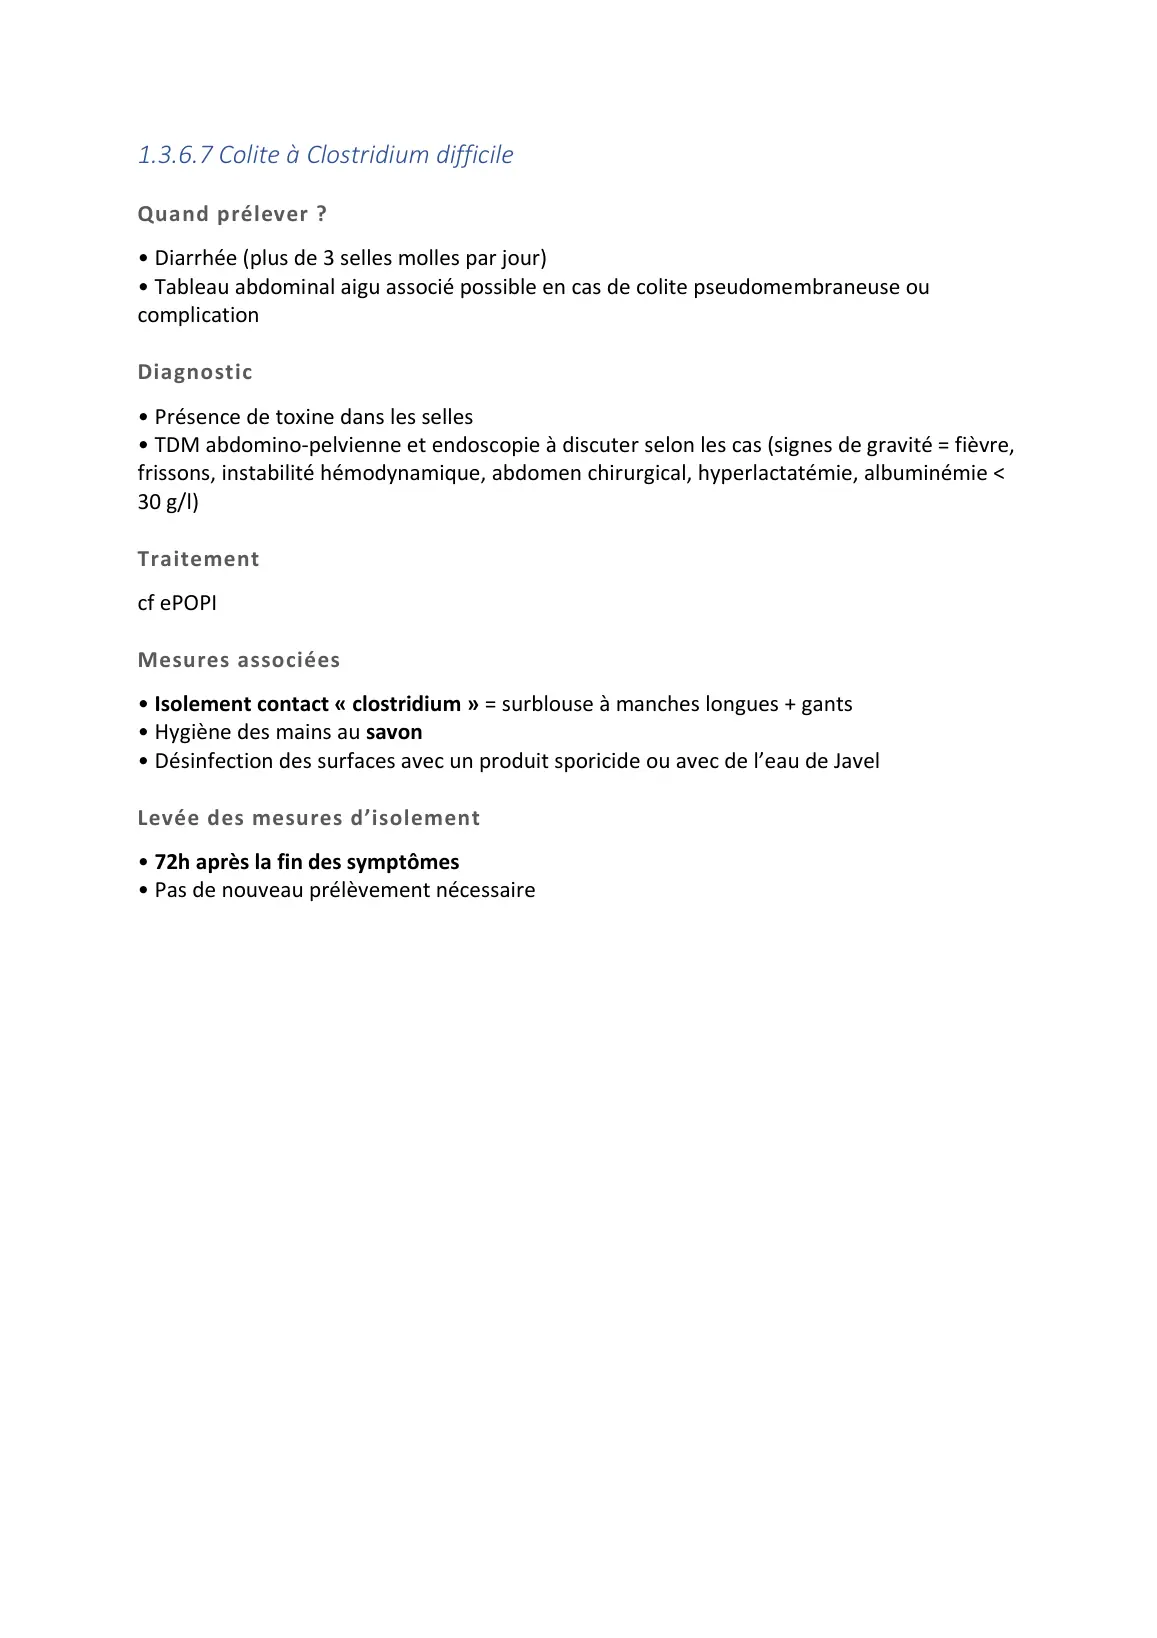 1.3.6.7 Colite à Clostridium difficile
Quand prélever ?
• Diarrhée (plus de 3 selles molles par jour)
• Tableau abdominal aigu associé possible en cas de colite pseudomembraneuse ou
complication
Diagnostic
• Présence de toxine dans les selles
• TDM abdomino-pelvienne et endoscopie à discuter selon les cas (signes de gravité = fièvre,
frissons, instabilité hémodynamique, abdomen chirurgical, hyperlactatémie, albuminémie <
30 g/l)
Traitement
cf ePOPI
Mesures associées
• Isolement contact « clostridium » = surblouse à manches longues + gants
• Hygiène des mains au savon
• Désinfection des surfaces avec un produit sporicide ou avec de l’eau de Javel
Levée des mesures d’isolement
• 72h après la fin des symptômes
• Pas de nouveau prélèvement nécessaire